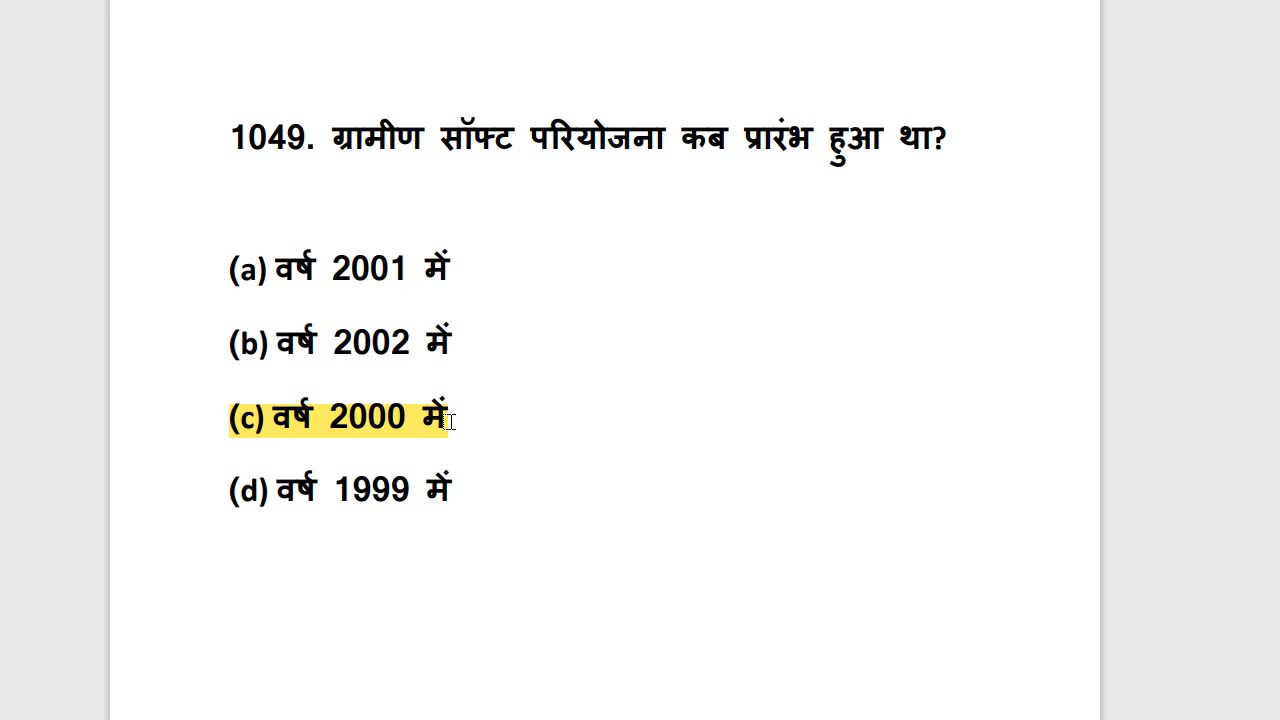 1049. ग्रामीण सॉफ्ट परियोजना कब प्रारंभ हुआ था?
(a) वर्ष 2001 में
(b) वर्ष 2002 में
(c) वर्ष 2000 में
(d) वर्ष 1999 में